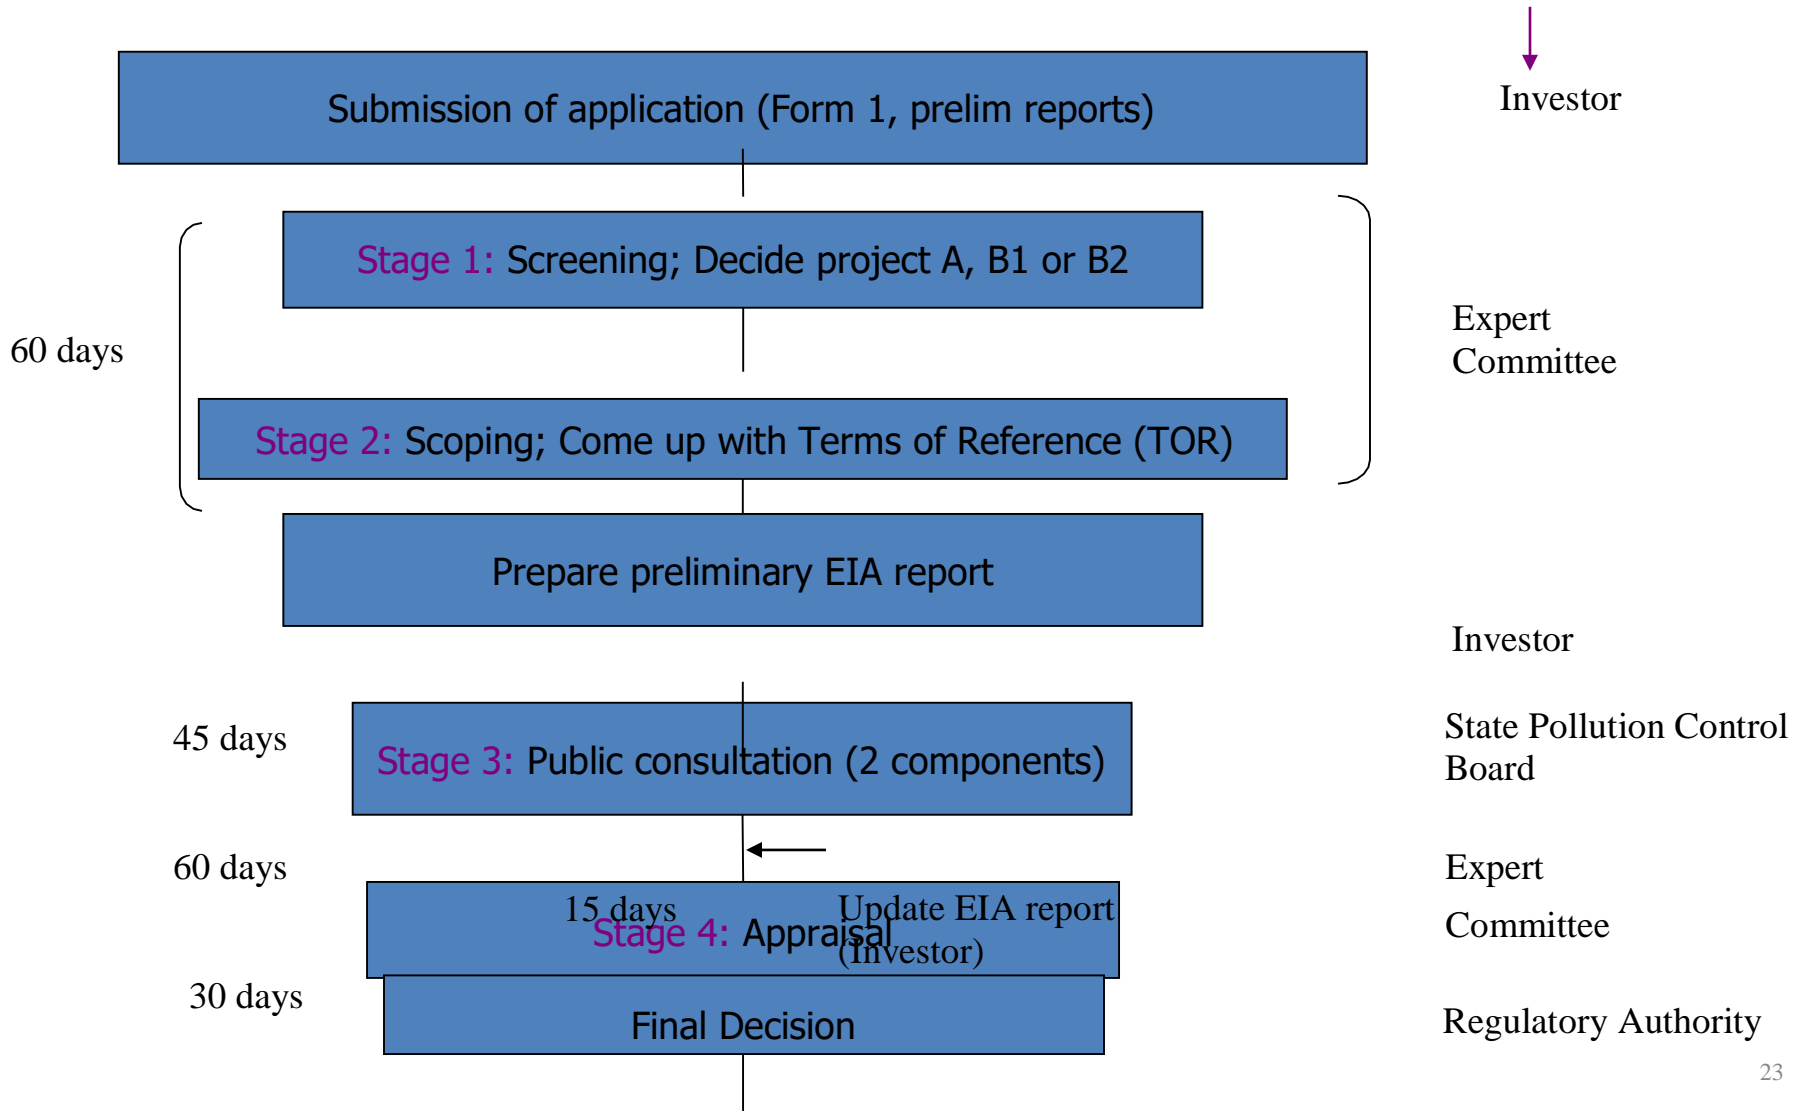 Submission of application (Form 1, prelim reports)
Investor
Stage 1: Screening; Decide project A, B1 or B2
60 days
Expert
Committee
Stage 2: Scoping; Come up with Terms of Reference (TOR)
Prepare preliminary EIA report
Investor
45 days
Stage 3: Public consultation (2 components)
State Pollution Control
Board
60 days
Expert
Committee
15 days
Update EIA report
(Investor)
Stage 4: Appraisal
30 days
Final Decision
Regulatory Authority
23